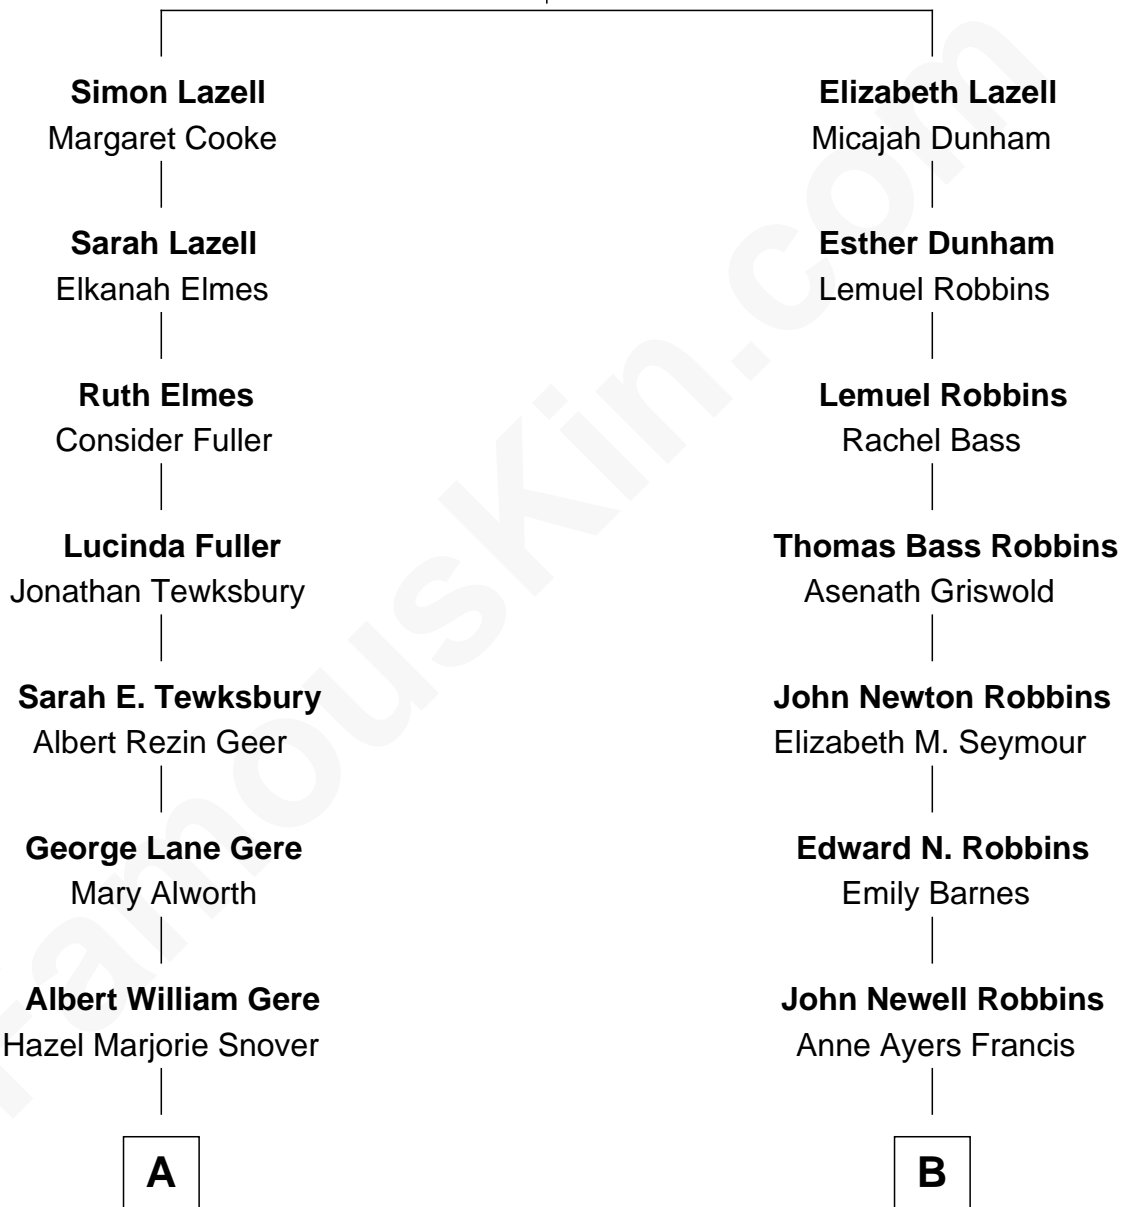 Simon Lazell
Margaret Cooke
Sarah Lazell
Elkanah Elmes
Ruth Elmes
Consider Fuller
Lucinda Fuller
Jonathan Tewksbury
Sarah E. Tewksbury
Albert Rezin Geer
George Lane Gere
Mary Alworth
Albert William Gere
Hazel Marjorie Snover
A
Elizabeth Lazell
Micajah Dunham
Esther Dunham
Lemuel Robbins
Lemuel Robbins
Rachel Bass
Thomas Bass Robbins
Asenath Griswold
John Newton Robbins
Elizabeth M. Seymour
Edward N. Robbins
Emily Barnes
John Newell Robbins
Anne Ayers Francis
B
FamousKin.com